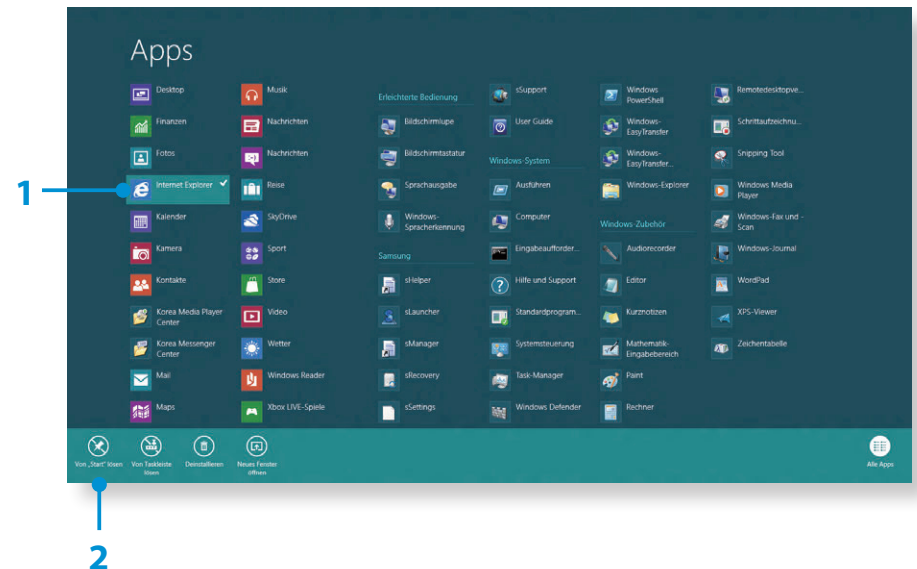 Apps
Desktop
Finanzen
Fotos
Internet Explorer
Kalender
Kamera
Kontakte
Korea Media Player
Center
Korea Messenger
Center
Mail
Maps
Musik
Nachrichten
Nachrichten
Reise
SkyDrive
Sport
Store
Video
Wetter
Windows Reader
Xbox LIVE-Spiele
Erleichterte Bedienung
Bildschirmlupe
Bildschirmtastatur
Sprachausgabe
Windows-
Spracherkennung
Samsung
sHelper
sLauncher
sManager
sRecovery
sSettings
sSupport
User Guide
Windows-System
Ausführen
Computer
Eingabeaufforder...
Hilfe und Support
Standardprogram...
Systemsteuerung
Task-Manager
Windows Defender
Windows
PowerShell
Windows-
EasyTransfer
Windows-
EasyTransfer...
Windows-Explorer
Windows-Zubehör
Audiorecorder
Editor
Kurznotizen
Mathematik-
Eingabebereich
Paint
Rechner
Remotedesktopve...
Schrittaufzeichnu...
Snipping Tool
Windows Media
Player
Windows-Fax und -
Scan
Windows-Journal
WordPad
XPS-Viewer
Zeichentabelle
1
Von „Start" lösen
Von Taskleiste
lösen
Deinstallieren
Neues Fenster
öffnen
Alle Apps
2